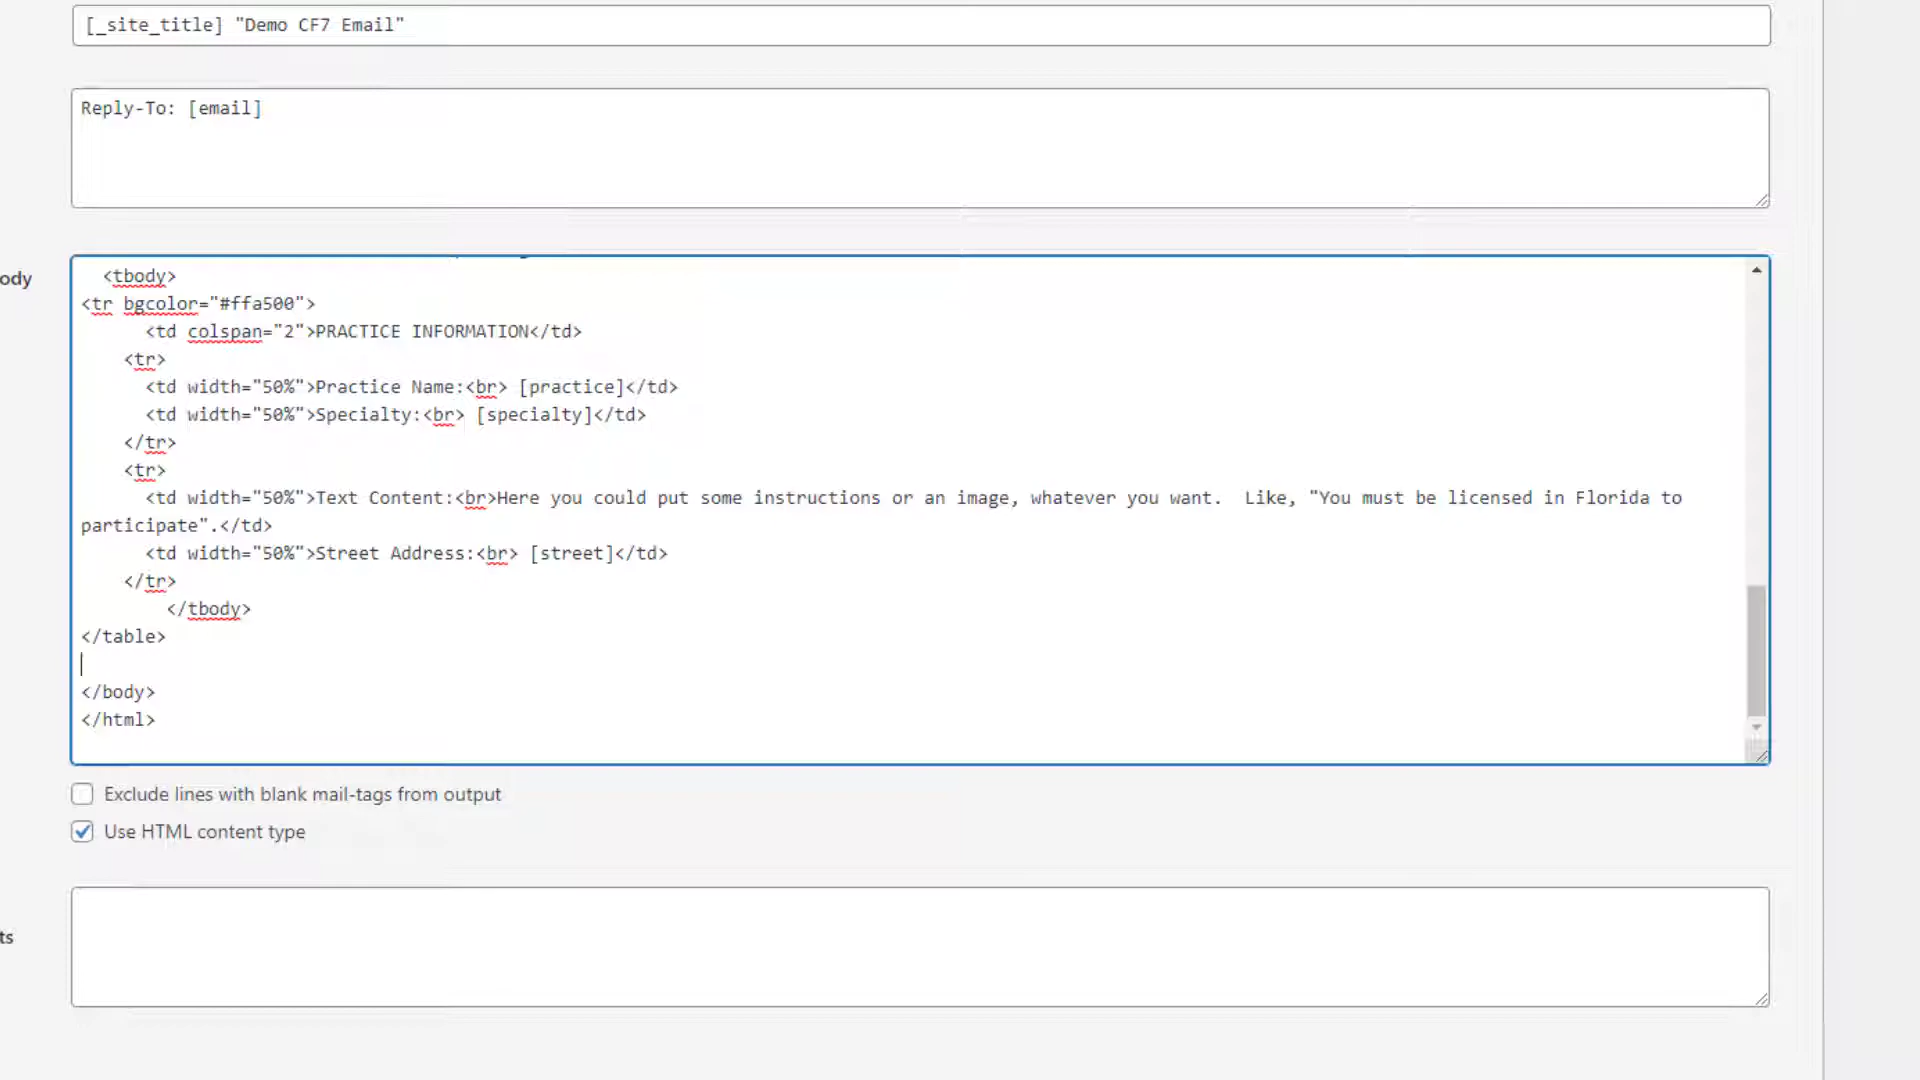 [_site_title] "Demo CF7 Email"
Reply-To: [email]
ody
<tbody>
<tr bgcolor="#ffa500">
<td colspan="2">PRACTICE INFORMATION</td>
<tr>
<td width="50%">Practice Name:<br> [practice]</td>
<td width="50%">Specialty:<br> [specialty]</td>
</tr>
<tr>
<td width="50%">Text Content:<br>Here you could put some instructions or an image, whatever you want.  Like, "You must be licensed in Florida to
participate".</td>
<td width="50%">Street Address:<br> [street]</td>
</tr>
</tbody>
</table>
</body>
</html>
Exclude lines with blank mail-tags from output
Use HTML content type
ts